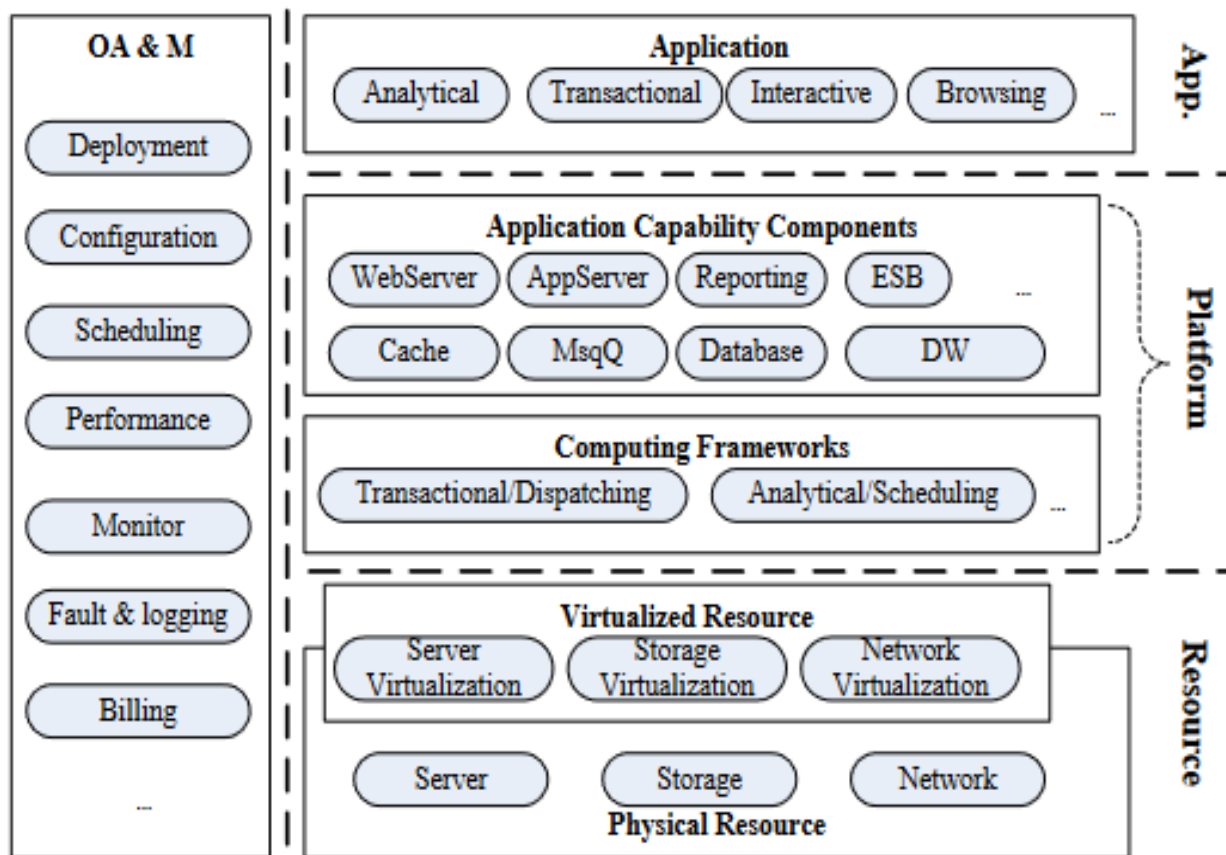 OA & M
Deployment
Configuration
Scheduling
Performance
Monitor
Fault & logging
Billing
...
Application
Analytical
Transactional
Interactive
Browsing
...
App.
Application Capability Components
WebServer
AppServer
Reporting
ESB
...
Cache
MsqQ
Database
DW
Computing Frameworks
Transactional/Dispatching
Analytical/Scheduling
...
Platform
Virtualized Resource
Server
Virtualization
Storage
Virtualization
Network
Virtualization
Server
Storage
Network
Physical Resource
Resource